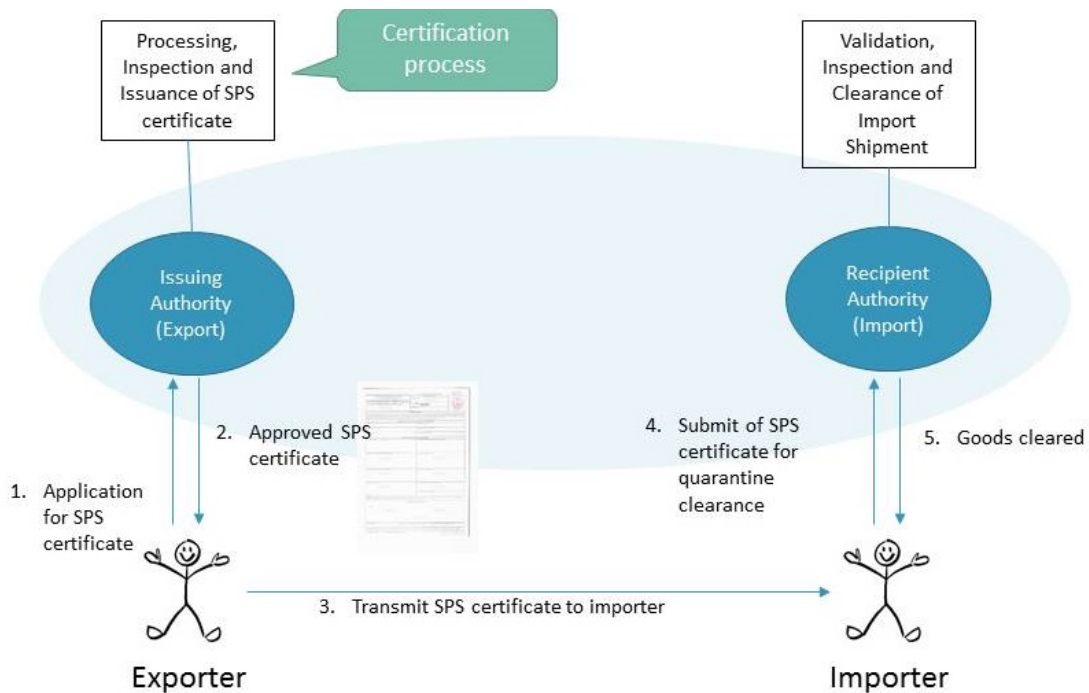 Processing,
Inspection and
Issuance of SPS
certificate
Certification
process
Validation,
Inspection and
Clearance of
Import
Shipment
Issuing
Authority
(Export)
Recipient
Authority
(Import)
1. Application
for SPS
certificate
2. Approved SPS
certificate
3. Transmit SPS certificate to importer
4. Submit of SPS
certificate for
quarantine
clearance
5. Goods cleared
Exporter
Importer